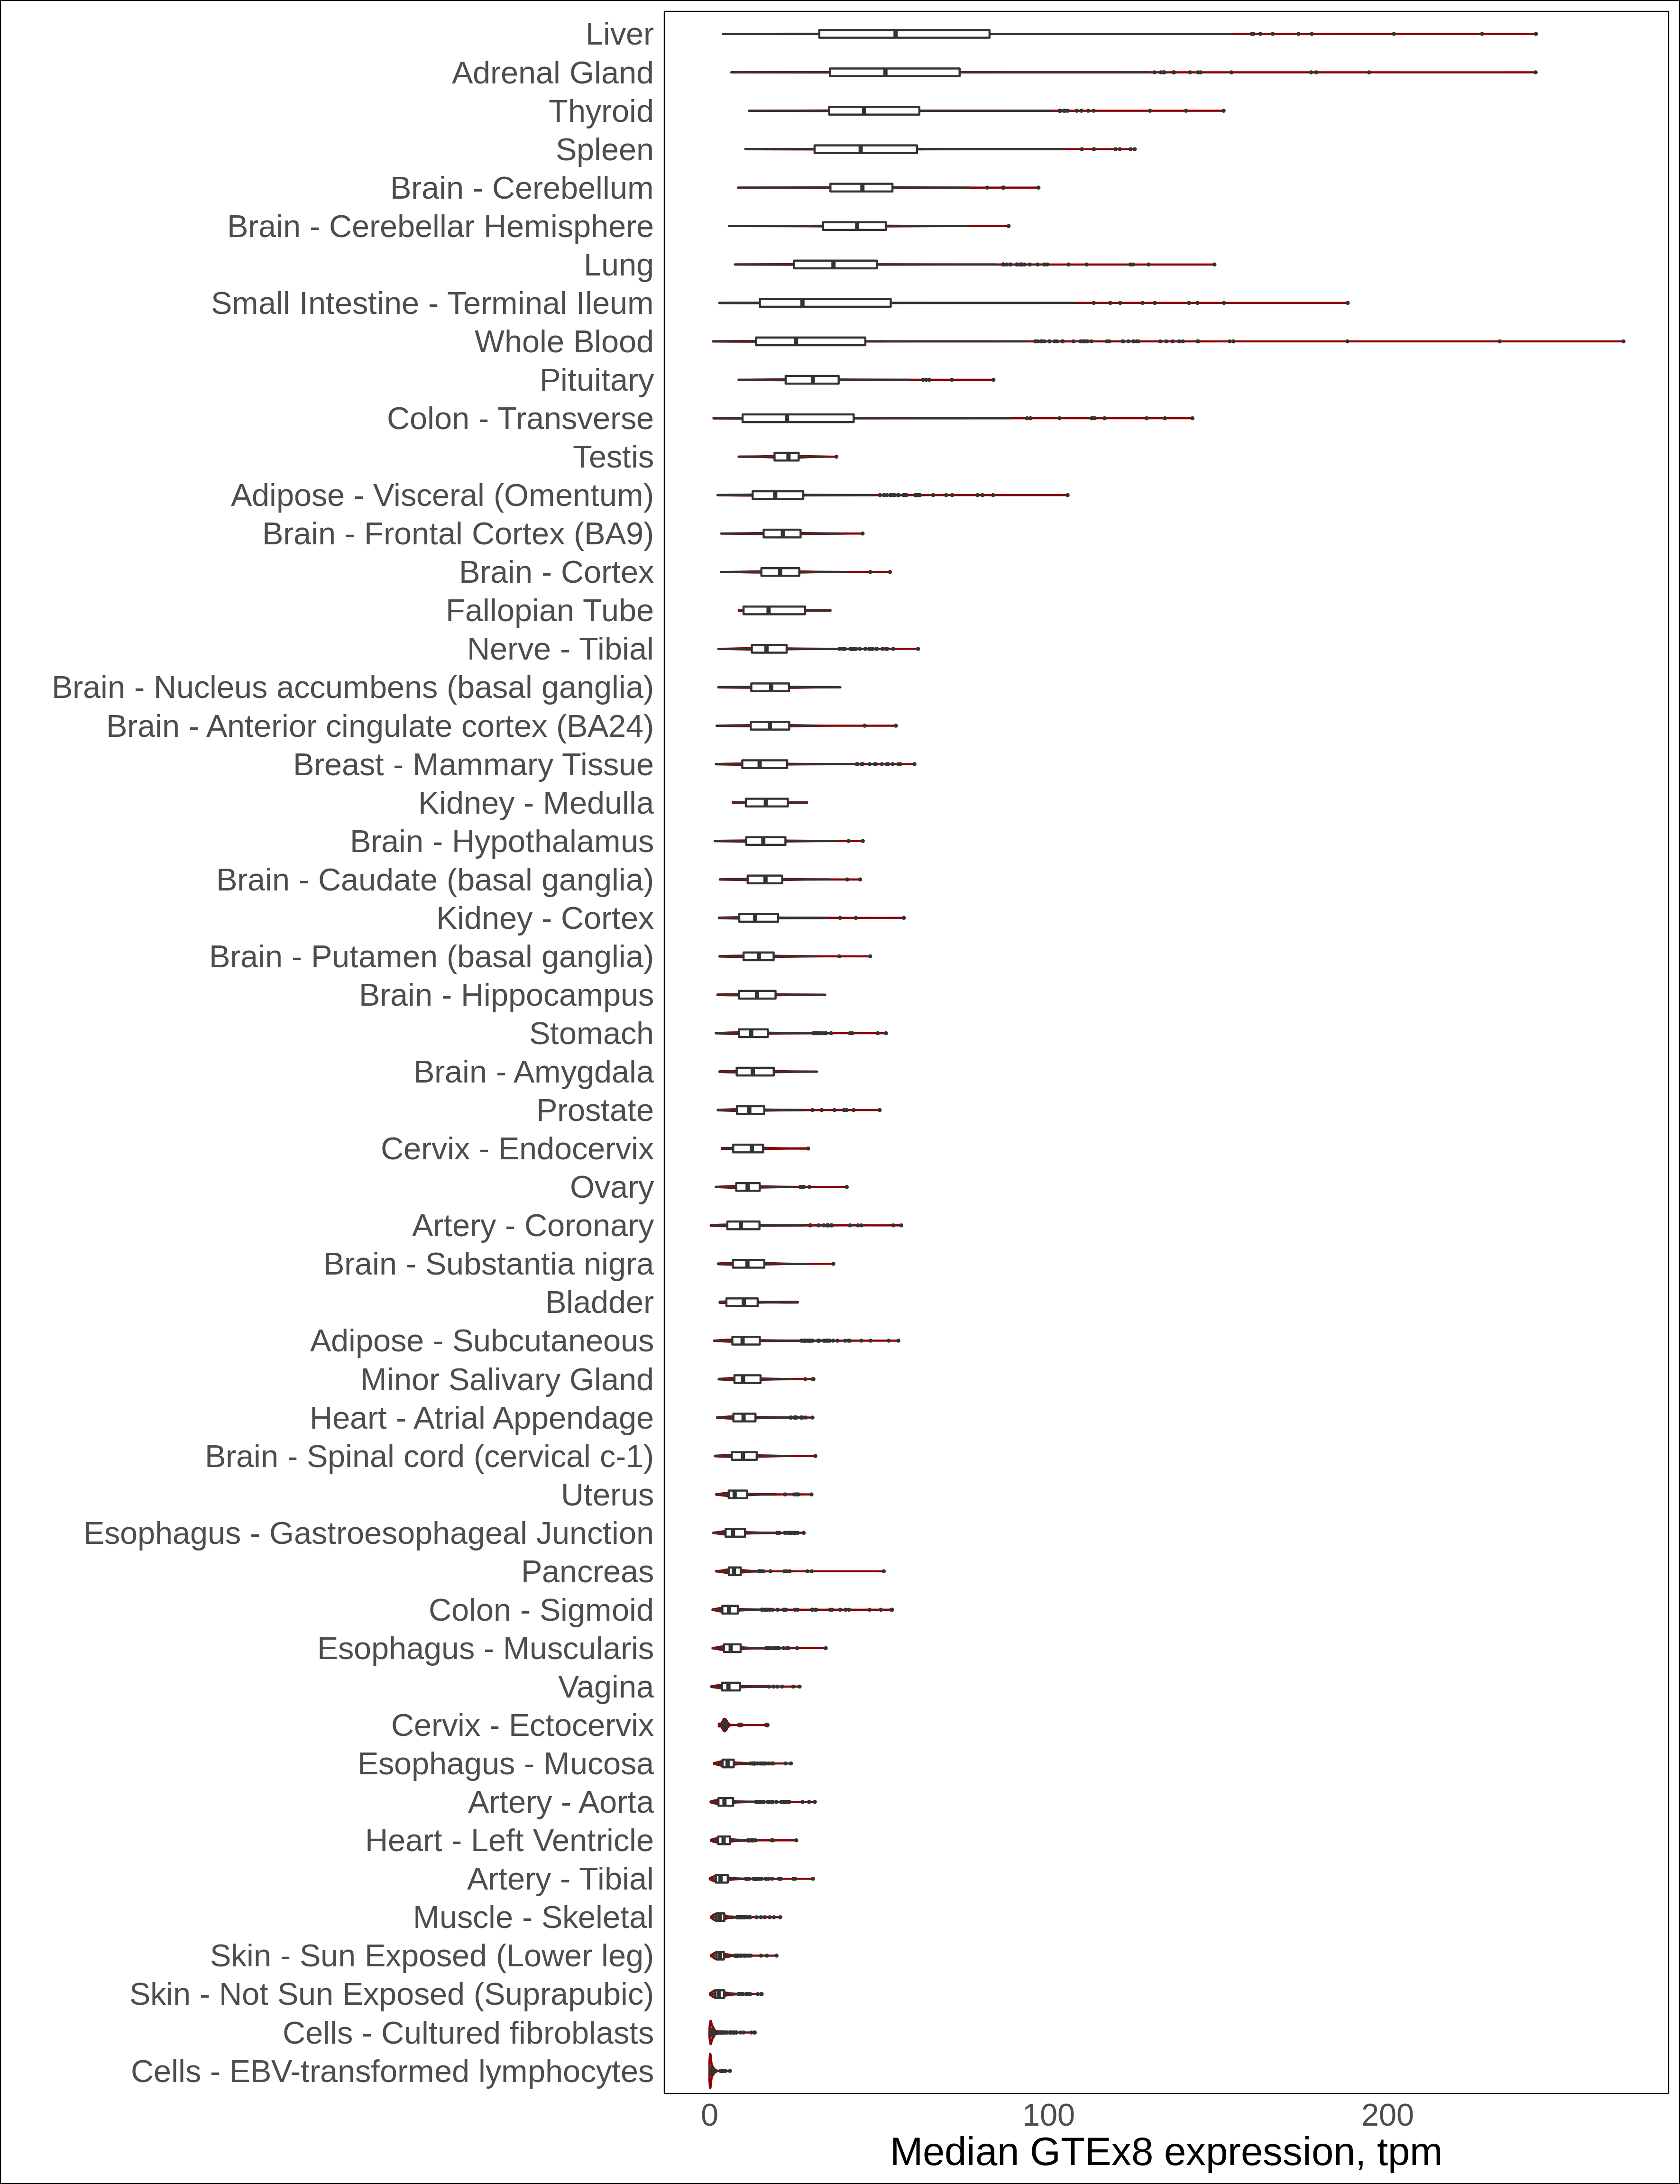 Liver
Adrenal Gland
Thyroid
Spleen
Brain - Cerebellum
Brain - Cerebellar Hemisphere
Lung
Small Intestine - Terminal Ileum
Whole Blood
Pituitary
Colon - Transverse
Testis
Adipose - Visceral (Omentum)
Brain - Frontal Cortex (BA9)
Brain - Cortex
Fallopian Tube
Nerve - Tibial
Brain - Nucleus accumbens (basal ganglia)
Brain - Anterior cingulate cortex (BA24)
Breast - Mammary Tissue
Kidney - Medulla
Brain - Hypothalamus
Brain - Caudate (basal ganglia)
Kidney - Cortex
Brain - Putamen (basal ganglia)
Brain - Hippocampus
Stomach
Brain - Amygdala
Prostate
Cervix - Endocervix
Ovary
Artery - Coronary
Brain - Substantia nigra
Bladder
Adipose - Subcutaneous
Minor Salivary Gland
Heart - Atrial Appendage
Brain - Spinal cord (cervical c-1)
Uterus
Esophagus - Gastroesophageal Junction
Pancreas
Colon - Sigmoid
Esophagus - Muscularis
Vagina
Cervix - Ectocervix
Esophagus - Mucosa
Artery - Aorta
Heart - Left Ventricle
Artery - Tibial
Muscle - Skeletal
Skin - Sun Exposed (Lower leg)
Skin - Not Sun Exposed (Suprapubic)
Cells - Cultured fibroblasts
Cells - EBV-transformed lymphocytes
0 100 200
Median GTEx8 expression, tpm